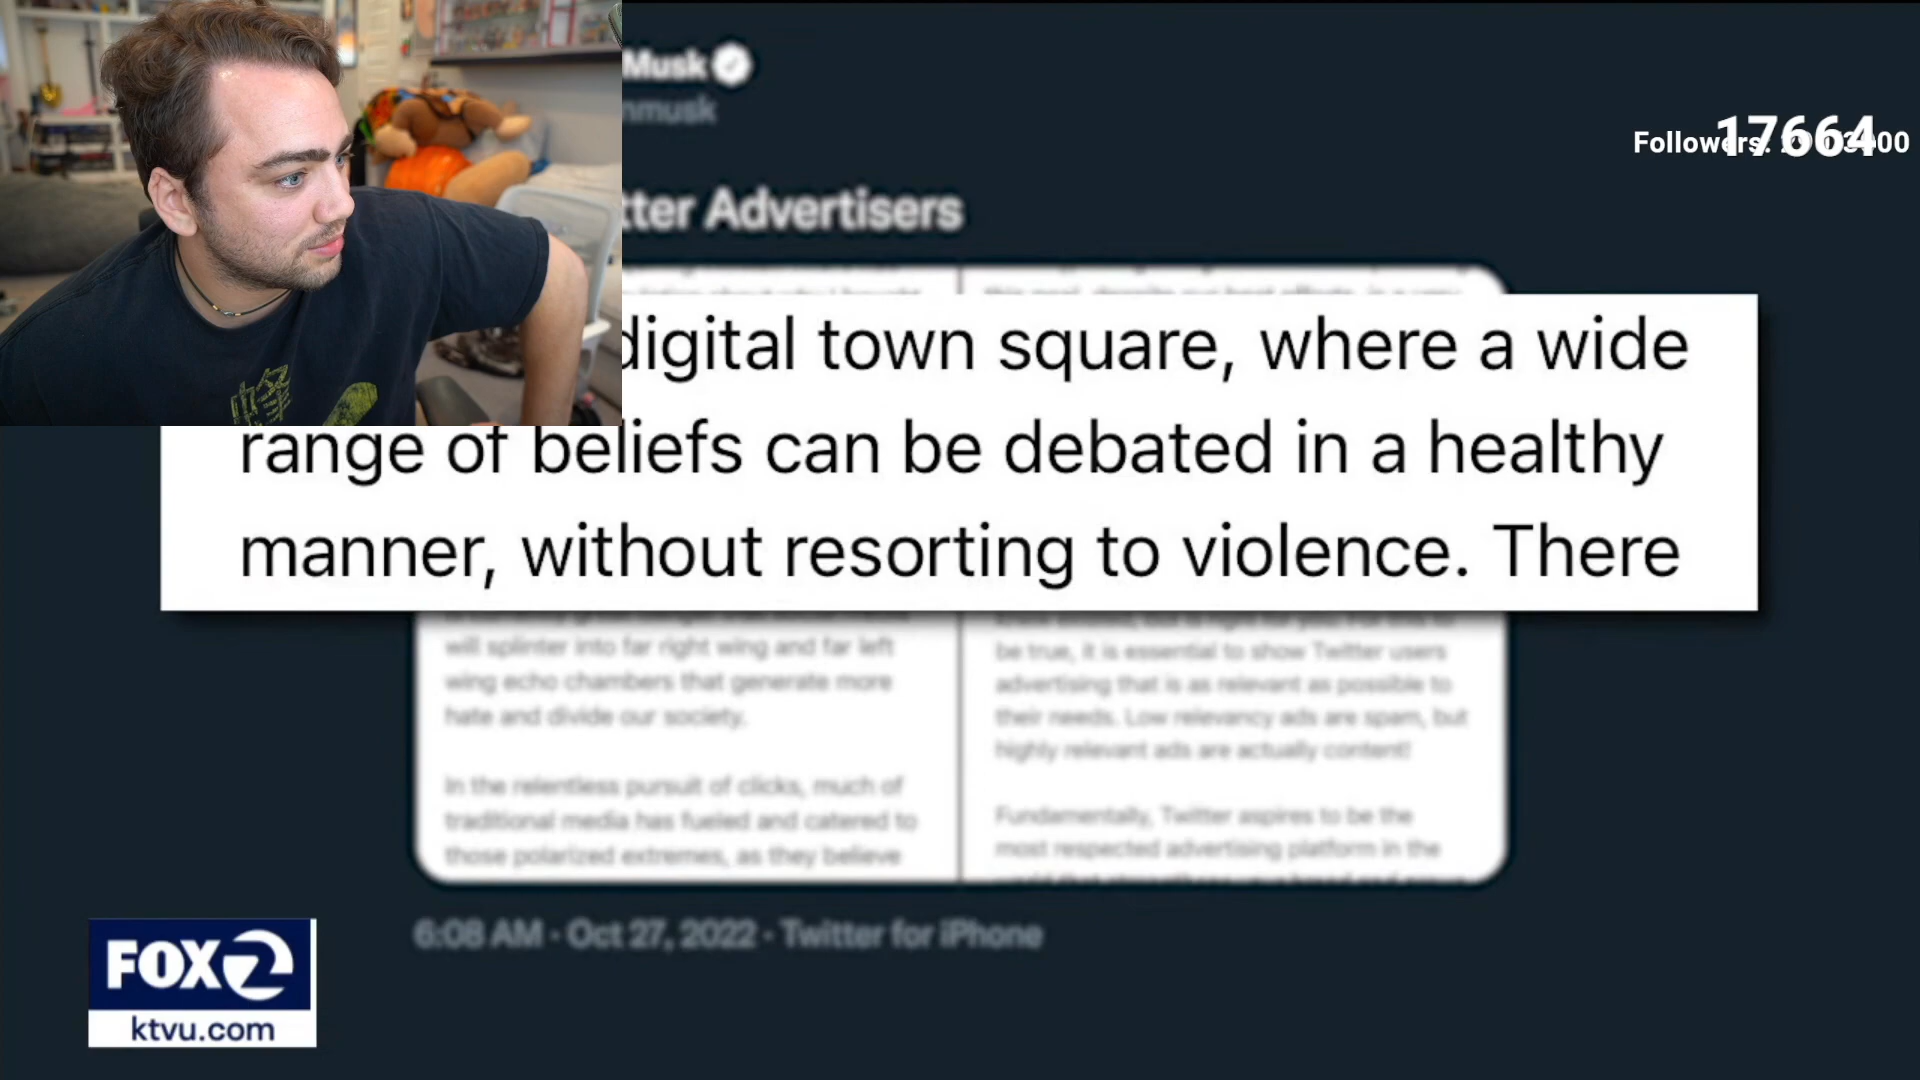 Musk
nmusk
17664
Followers:
tter Advertisers
digital town square, where a wide
range of beliefs can be debated in a healthy
manner, without resorting to violence. There
will splinter into far right wing and far left
wing echo chambers that generate more
hate and divide our society.
In the relentless pursuit of clicks, much of
traditional media has fueled and catered to
those polarized extremes, as they believe
be true, it is essential to show Twitter users
advertising that is as relevant as possible to
their needs. Low relevancy ads are spam, but
highly relevant ads are actually content!
Fundamentally, Twitter aspires to be the
most respected advertising platform in the
6:08 AM · Oct 27, 2022 · Twitter for iPhone
FOX 2
ktvu.com